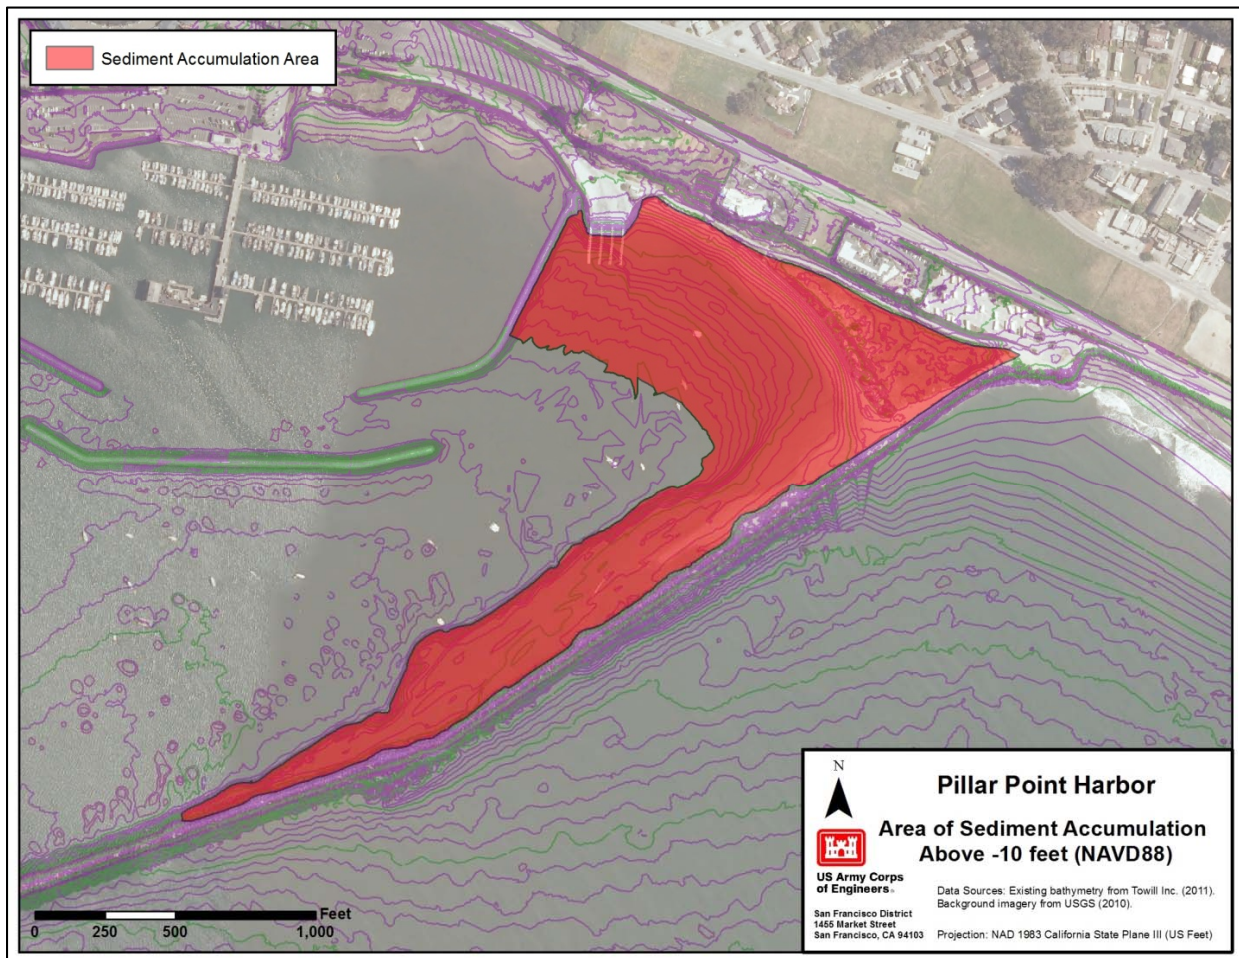 Sediment Accumulation Area
N
Pillar Point Harbor
Area of Sediment Accumulation
Above -10 feet (NAVD88)
US Army Corps
of Engineers®
Data Sources: Existing bathymetry from Towill Inc. (2011).
Background imagery from USGS (2010).
San Francisco District
1455 Market Street
San Francisco, CA 94103
Projection: NAD 1983 California State Plane III (US Feet)
Feet
0 250 500 1,000